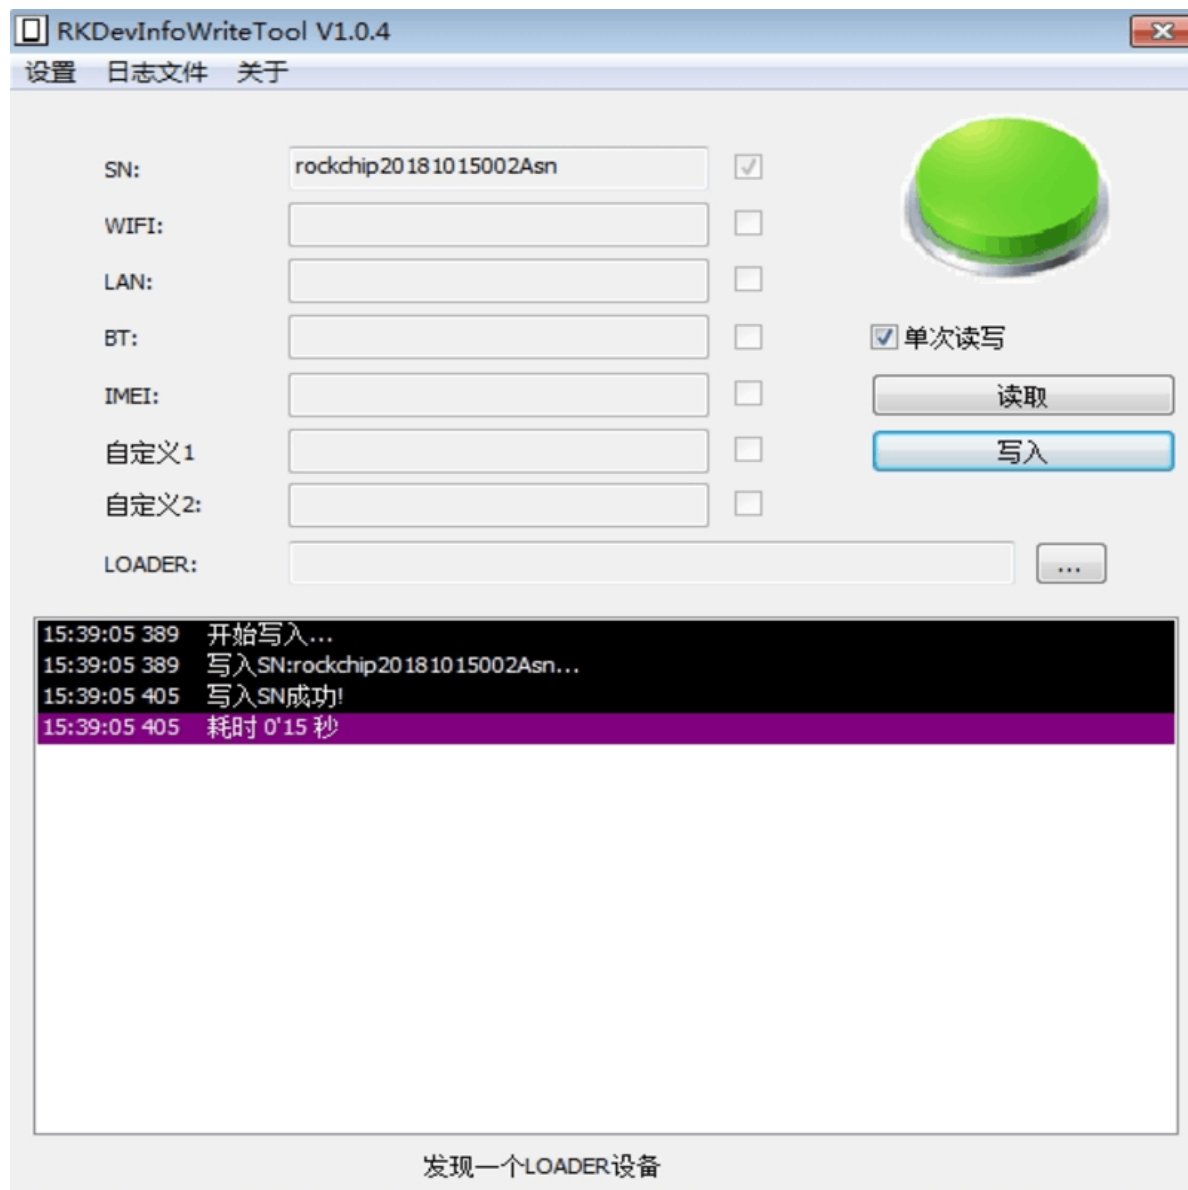 RKDevInfoWriteTool V1.0.4
设置 日志文件 关于
SN: rockchip20181015002Asn
WIFI:
LAN:
BT: 单次读写
IMEI: 读取
自定义1 写入
自定义2:
LOADER: ...
15:39:05 389 开始写入...
15:39:05 389 写入SN:rockchip20181015002Asn...
15:39:05 405 写入SN成功!
15:39:05 405 耗时 0'15 秒
发现一个LOADER设备